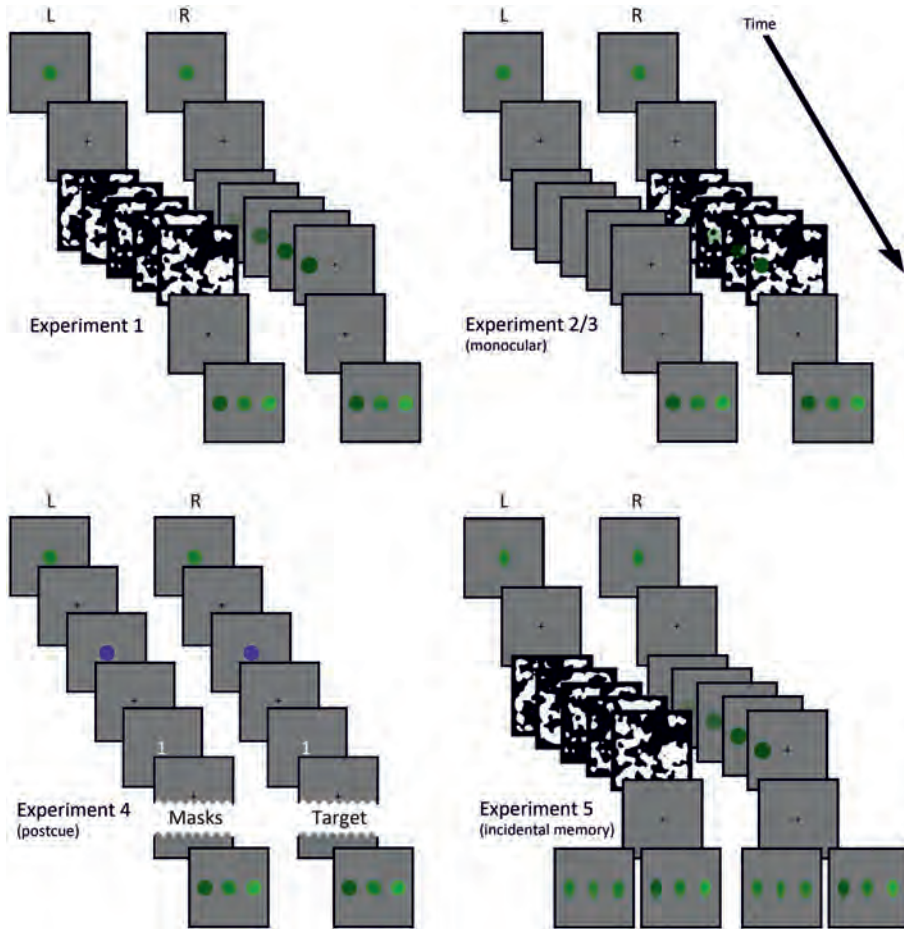 L R
Time
L R
Experiment 1
Experiment 2/3
(monocular)
L R
L R
1 1
Experiment 4
(postcue)
Masks Target
Experiment 5
(incidental memory)